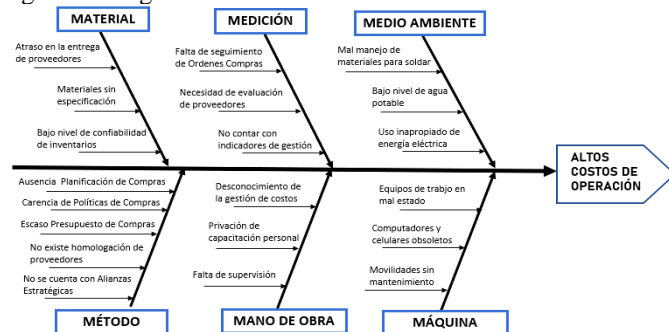 MATERIAL
MEDICIÓN
MEDIO AMBIENTE
Atraso en la entrega
de proveedores
Materiales sin
especificación
Bajo nivel de confiabilidad
de inventarios
Falta de seguimiento
de Ordenes Compras
Necesidad de evaluación
de proveedores
No contar con
indicadores de gestión
Mal manejo de
materiales para soldar
Bajo nivel de agua
potable
Uso inapropiado de
energía eléctrica
ALTOS
COSTOS DE
OPERACIÓN
Ausencia Planificación de Compras
Carencia de Políticas de Compras
Escaso Presupuesto de Compras
No existe homologación de
proveedores
No se cuenta con Alianzas
Estratégicas
Desconocimiento de
la gestión de costos
Privación de
capacitación personal
Falta de supervisión
Equipos de trabjo en
mal estado
Computadores y
celulares obsoletos
Movilidades sin
mantenimiento
MÉTODO
MANO DE OBRA
MÁQUINA